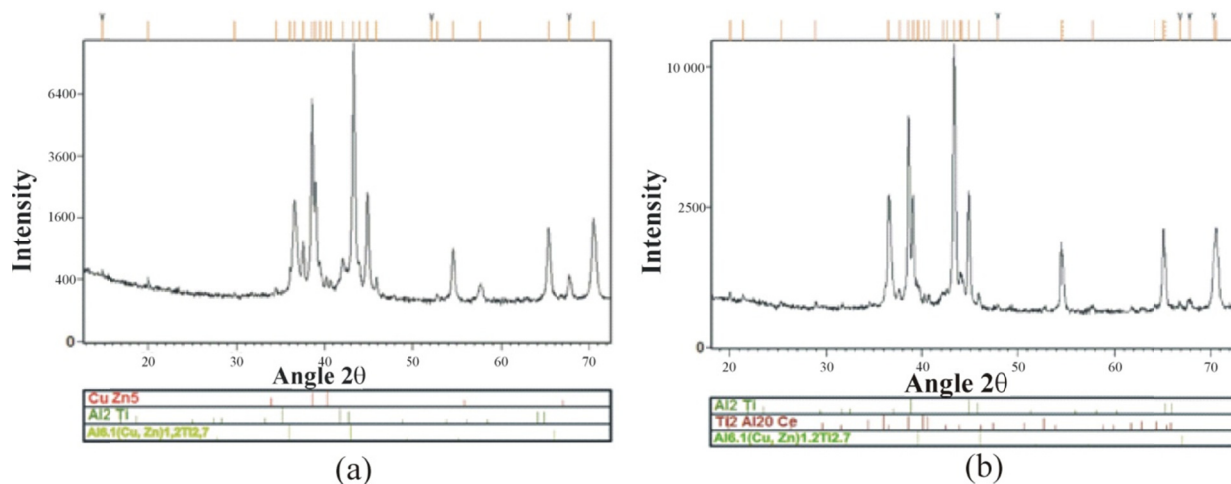 6400
3600
1600
400
0
Intensity
20 30 40 50 60 70
Angle 2θ
Cu Zn5
Al2 Ti
Al6.1(Cu, Zn)1,2Ti2,7
(a)
10 000
2500
0
Intensity
20 30 40 50 60 70
Angle 2θ
Al2 Ti
Ti2 Al20 Ce
Al6.1(Cu, Zn)1.2Ti2.7
(b)